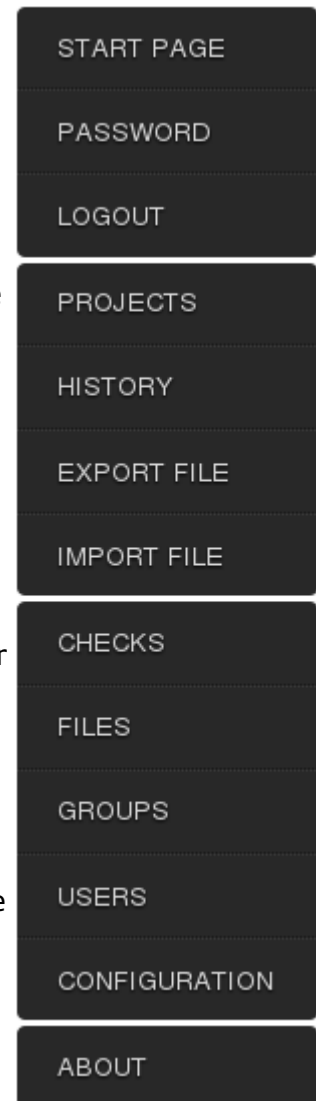 START PAGE
PASSWORD
LOGOUT
PROJECTS
HISTORY
EXPORT FILE
IMPORT FILE
CHECKS
FILES
GROUPS
USERS
CONFIGURATION
ABOUT